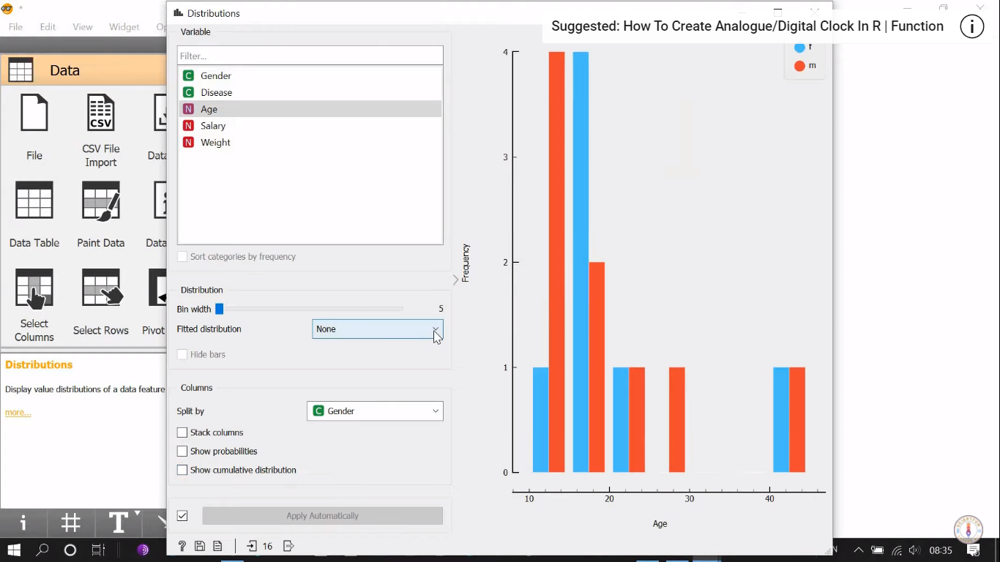 Distributions
Suggested: How To Create Analogue/Digital Clock In R | Function
File Edit View Widget
Variable
Filter...
Data
C Gender
C Disease
N Age
N Salary
N Weight
File
CSV File Import
Data Table
Paint Data
Select Columns
Select Rows
Pivot
Sort categories by frequency
Distribution
Bin width 5
Fitted distribution None
Hide bars
Distributions
Display value distributions of a data feature
more...
Columns
Split by C Gender
Stack columns
Show probabilities
Show cumulative distribution
Apply Automatically
? 16
f
m
4
3
2
1
0
Frequency
10 20 30 40
Age
08:35